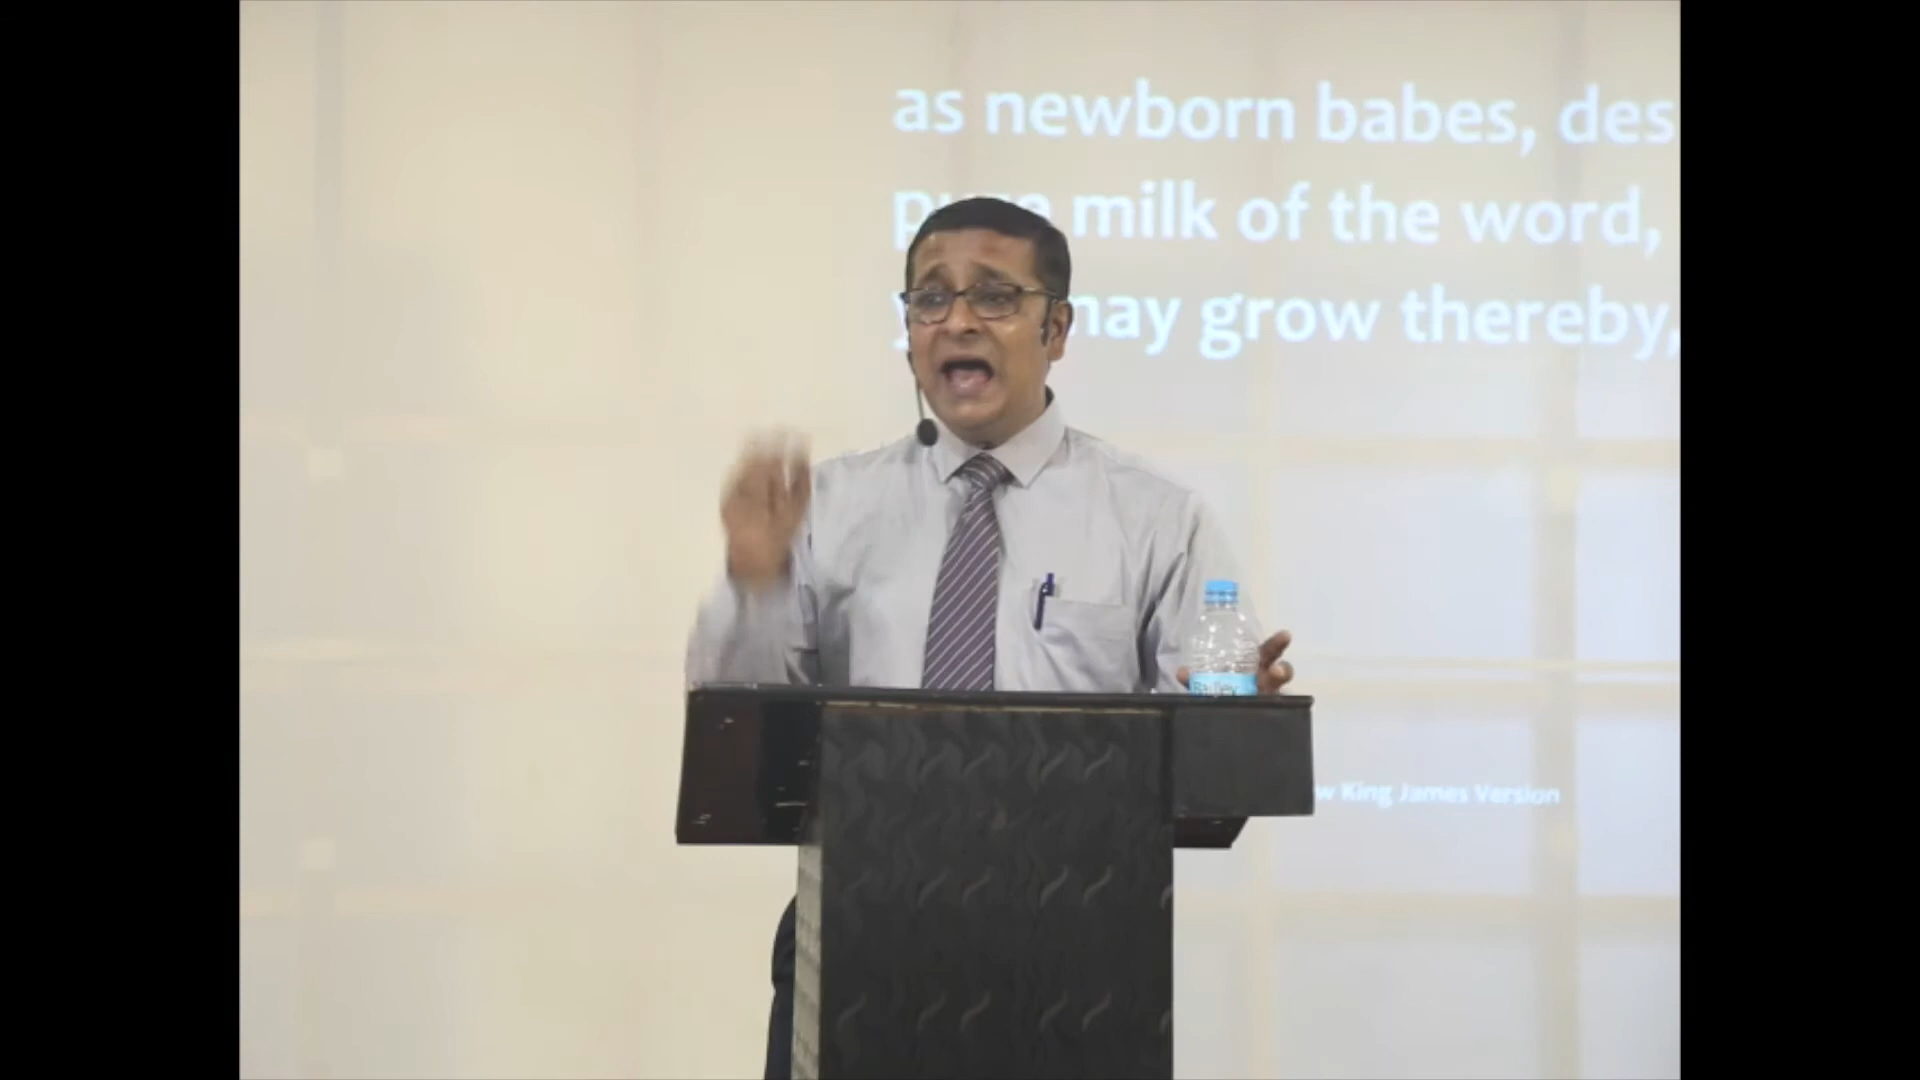 as newborn babes, des
milk of the word,
may grow thereby,
King James Version